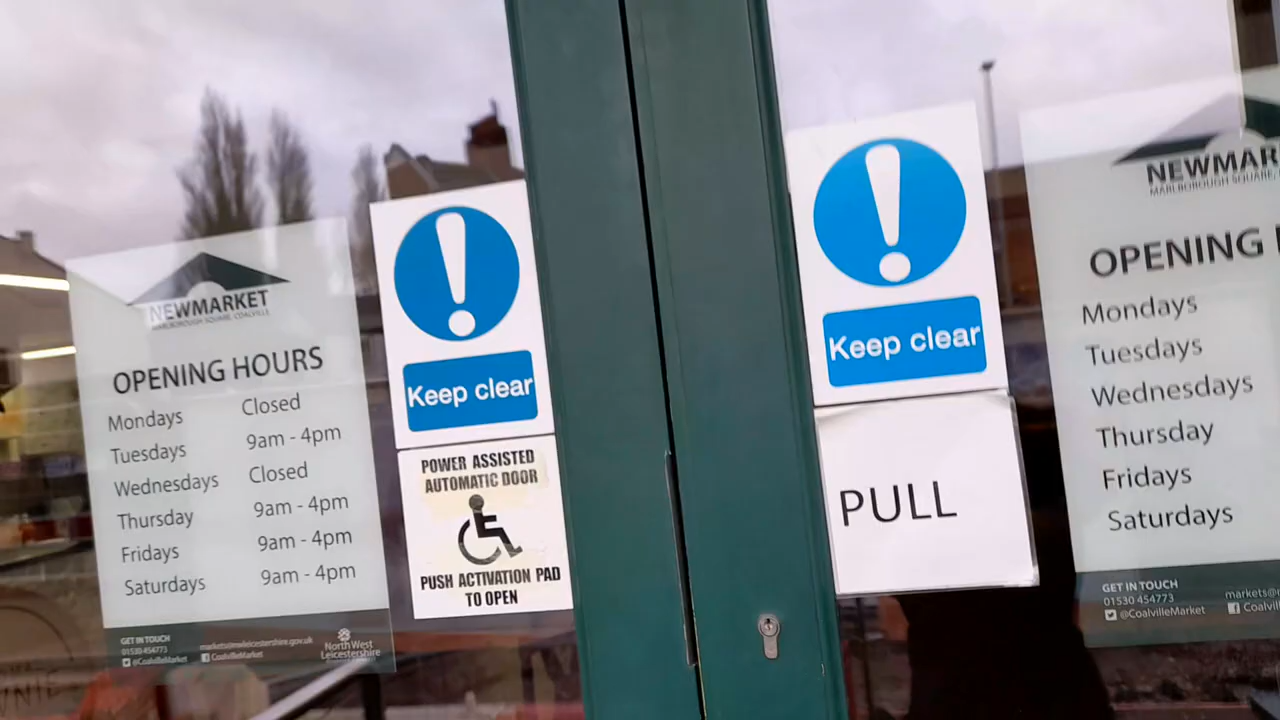 NEWMARKET
MARLBOROUGH SQUARE, COALVILLE
OPENING HOURS
Mondays Closed
Tuesdays 9am - 4pm
Wednesdays Closed
Thursday 9am - 4pm
Fridays 9am - 4pm
Saturdays 9am - 4pm
GET IN TOUCH
01530 454773
@CoalvilleMarket
markets@nwleicestershire.gov.uk
CoalvilleMarket
North West
Leicestershire
Keep clear
POWER ASSISTED
AUTOMATIC DOOR
PUSH ACTIVATION PAD
TO OPEN
Keep clear
PULL
NEWMAR
MARLBOROUGH SQUARE,
OPENING
Mondays
Tuesdays
Wednesdays
Thursday
Fridays
Saturdays
GET IN TOUCH
01530 454773
@CoalvilleMarket
markets@
Coalville